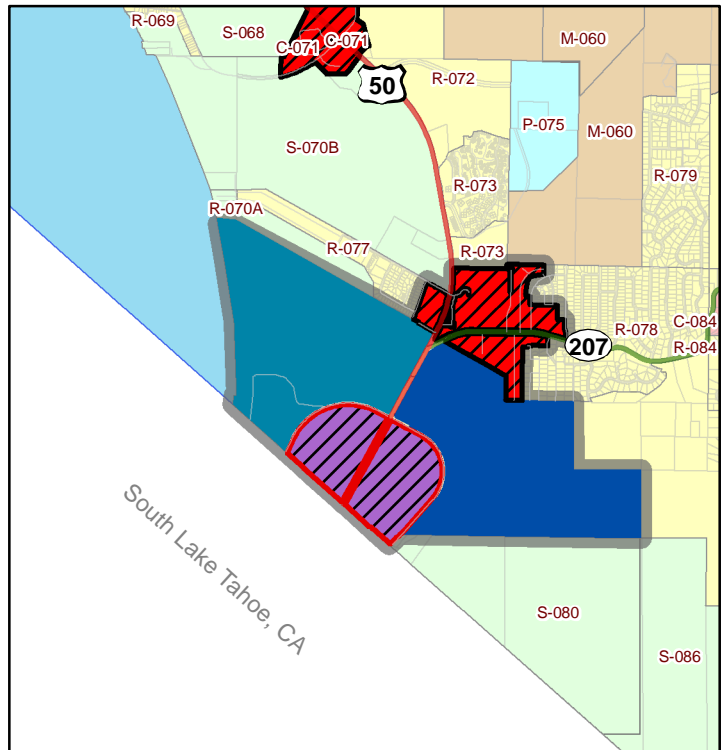 R-069
S-068
C-071
C-071
M-060
50
R-072
P-075
M-060
S-070B
R-079
R-073
R-070A
R-077
R-073
C-084
R-078
207
R-084
South Lake Tahoe, CA
S-080
S-086